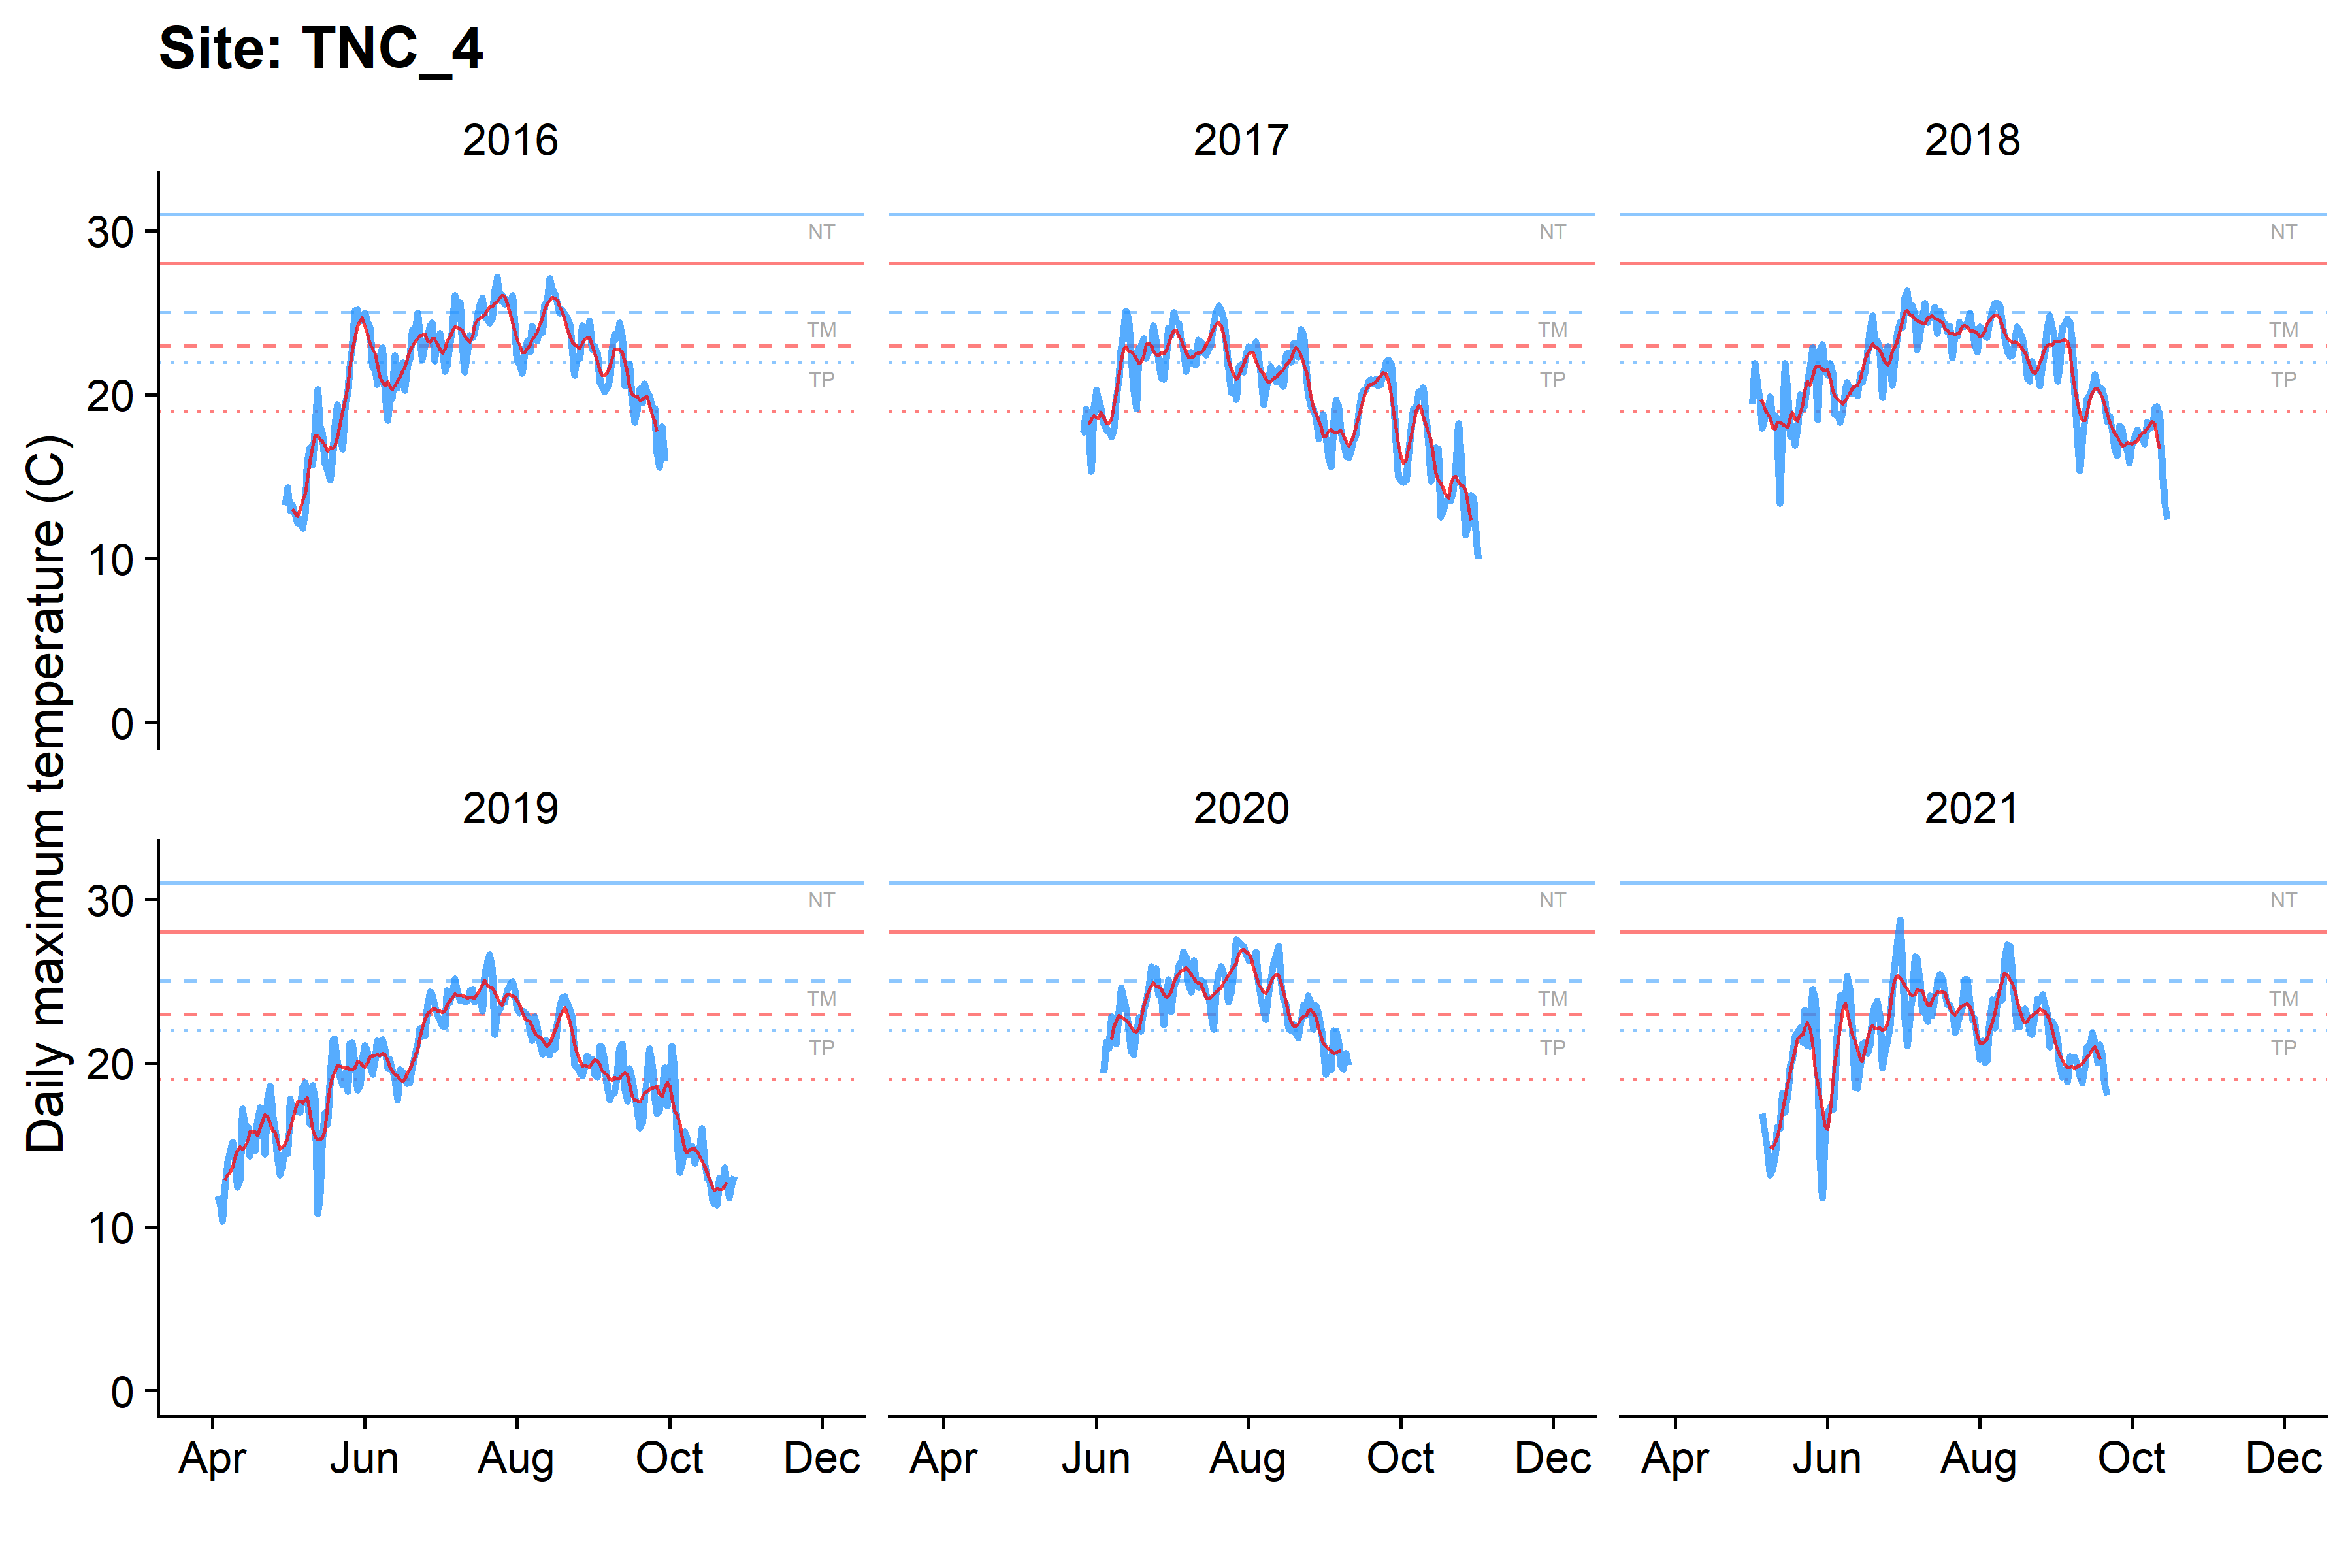 Site: TNC_4
2016 2017 2018
30
20
10
0
NT NT NT
TM TM TM
TP TP TP
Daily maximum temperature (C)
2019 2020 2021
30
20
10
0
NT NT NT
TM TM TM
TP TP TP
Apr Jun Aug Oct Dec Apr Jun Aug Oct Dec Apr Jun Aug Oct Dec